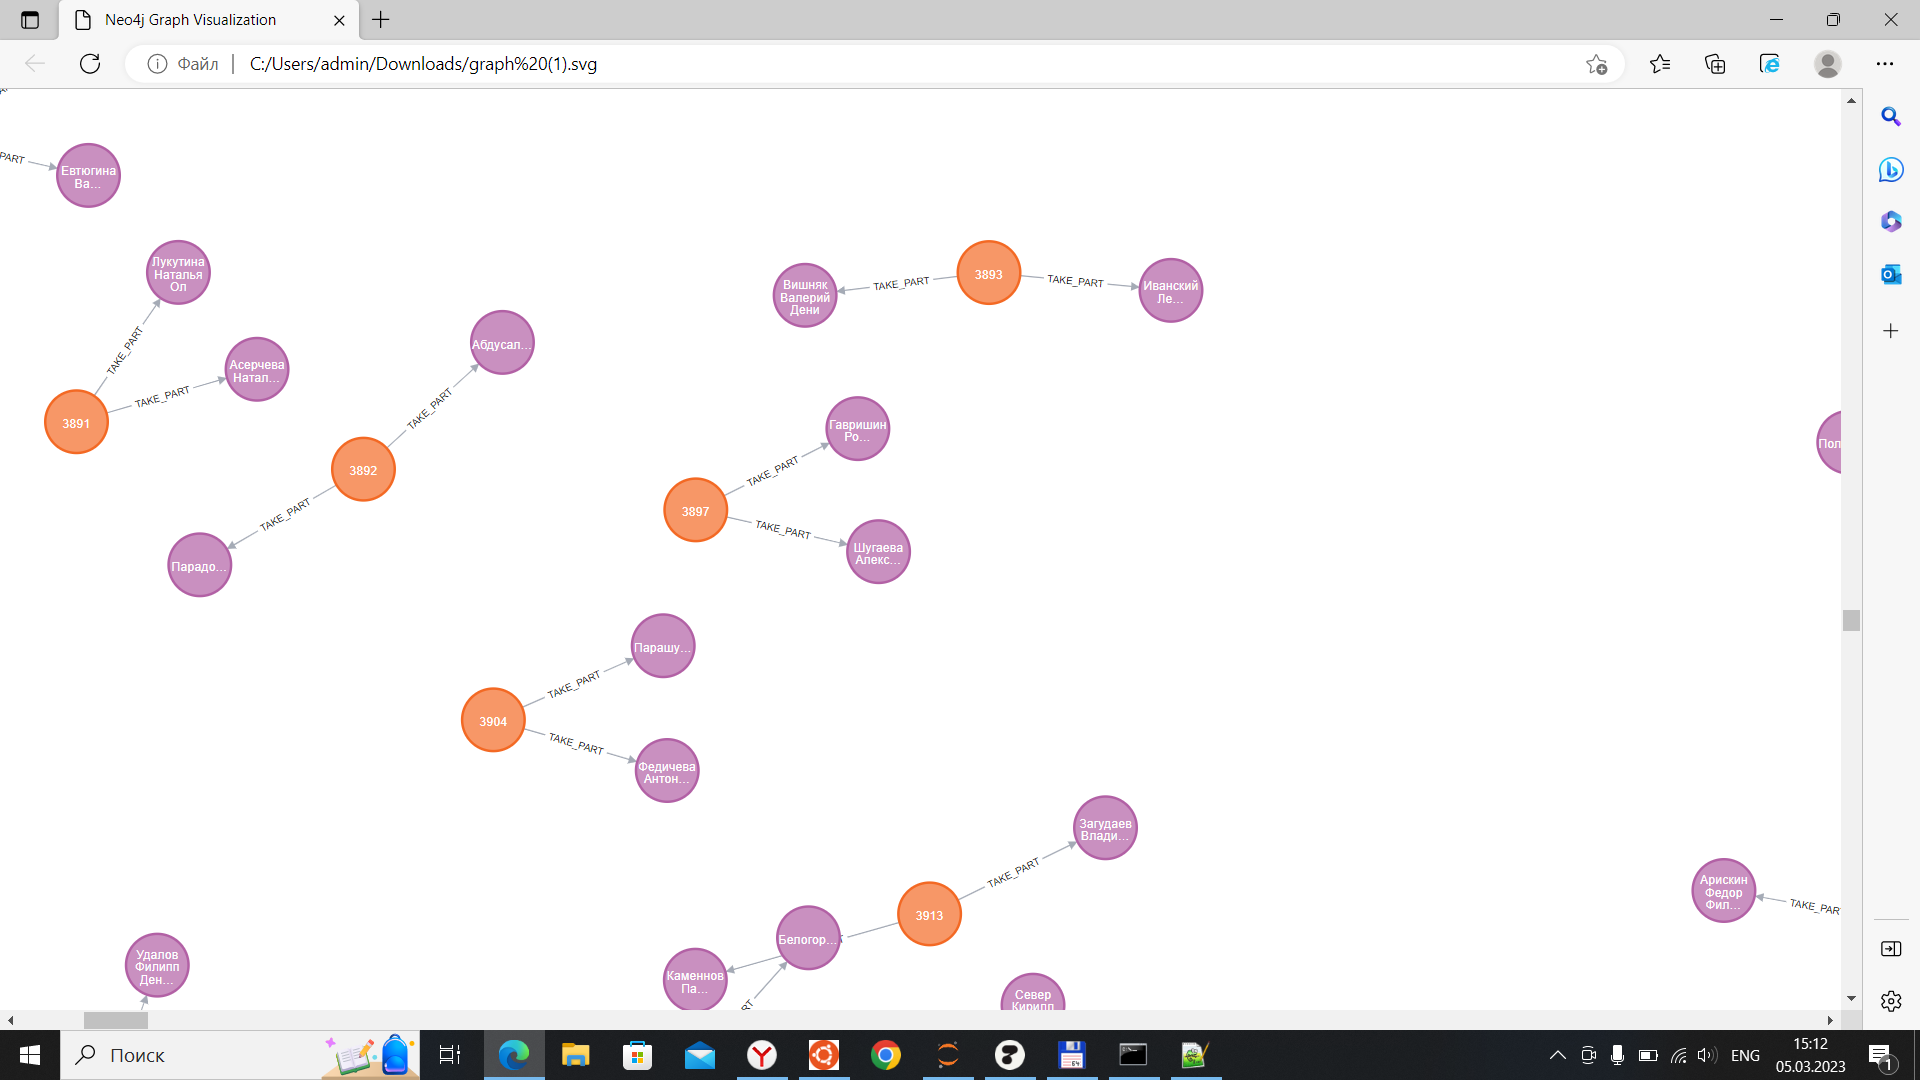 Neo4j Graph Visualization
Файл
C:/Users/admin/Downloads/graph%20(1).svg
PART
Евтюгина
Ва...
Лукутина
Наталья
Ол
TAKE_PART
Асерчева
Натал...
TAKE_PART
3891
Абдусал...
TAKE_PART
3892
TAKE_PART
Парадо...
Вишняк
Валерий
Дени
TAKE_PART
3893
TAKE_PART
Иванский
Ле...
Гавришин
Ро...
TAKE_PART
3897
TAKE_PART
Шугаева
Алекс...
Пол
Парашу...
TAKE_PART
3904
TAKE_PART
Федичева
Антон...
Загудаев
Влади...
TAKE_PART
3913
Белогор...
Каменнов
Па...
Арискин
Федор
Фил...
TAKE_PAR
Удалов
Филипп
Ден...
Север
Кирилл
Поиск
64
ENG
15:12
05.03.2023
1